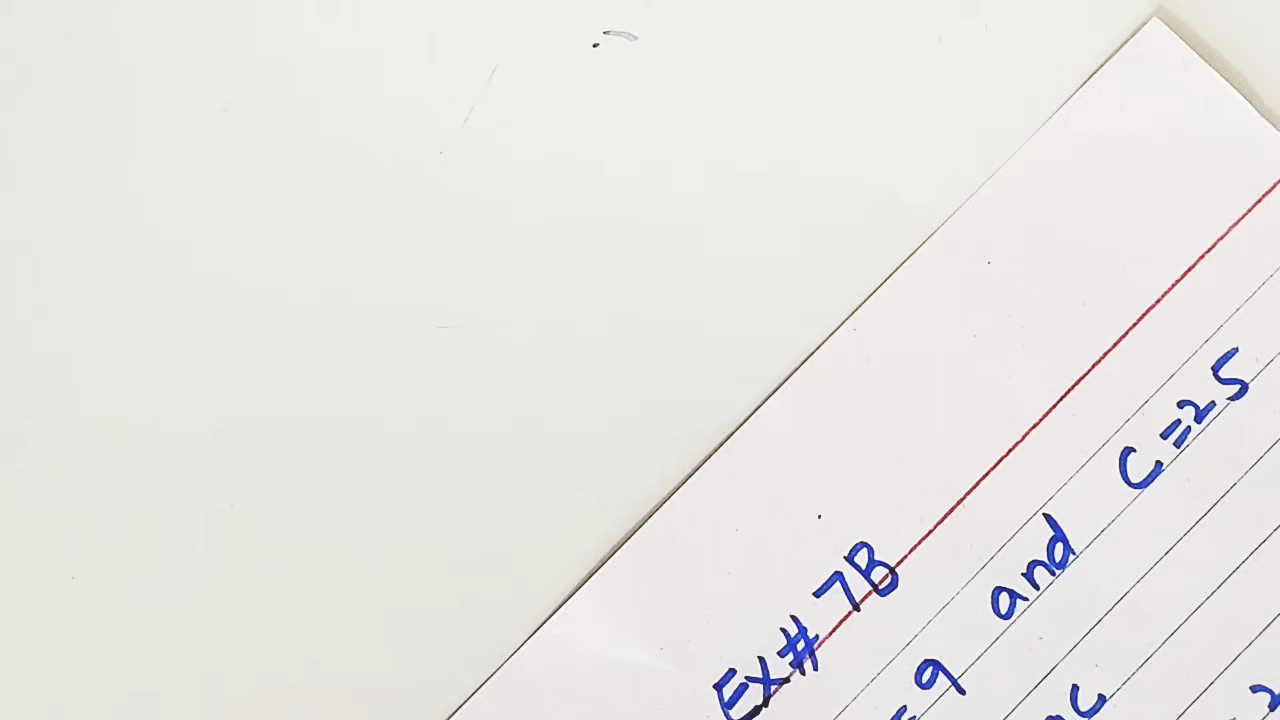 Ex# 7B
= 9 and C = 25